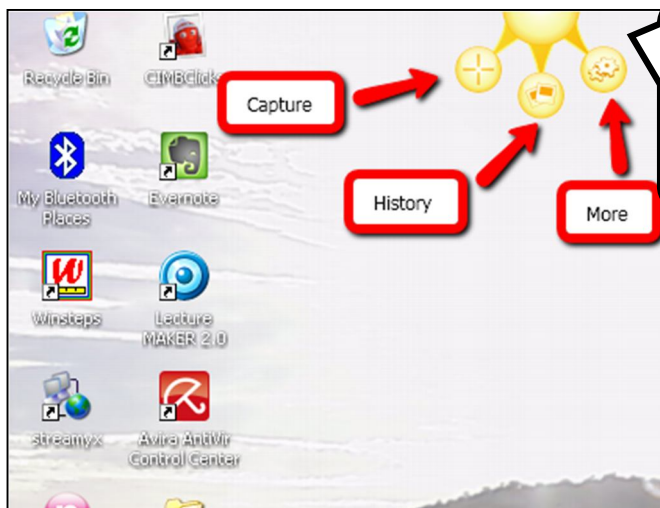 Recycle Bin
CIMBClicks
Capture
History
More
My Bluetooth
Places
Evernote
Winsteps
Lecture
MAKER 2.0
streamyx
Avira AntiVir
Control Center